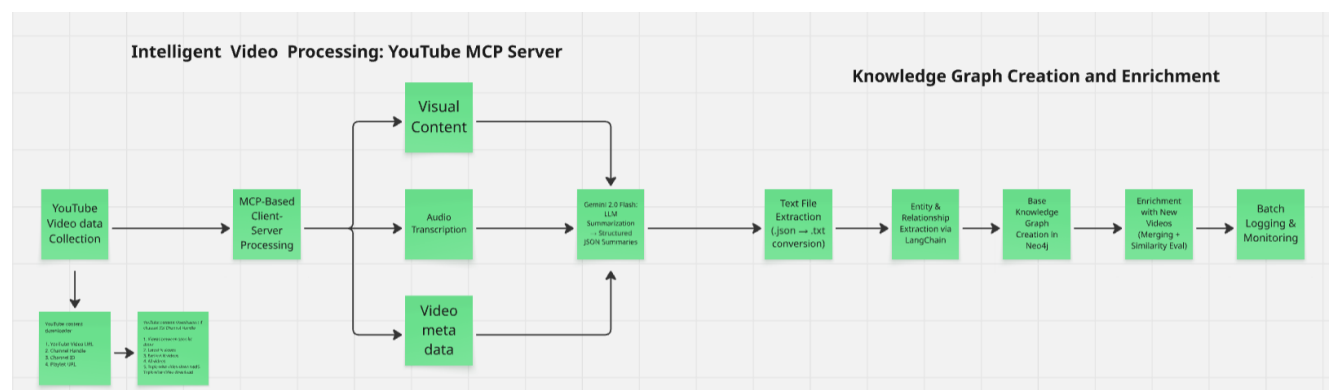 Intelligent Video Processing: YouTube MCP Server
Knowledge Graph Creation and Enrichment
Visual
Content
YouTube
Video data
Collection
MCP-Based
Client-
Server
Processing
Audio
Transcription
Gemini 2.0 Flash:
LLM
Summarization
→ Structured
JSON Summaries
Text File
Extraction
(.json → .txt
conversion)
Entity &
Relationship
Extraction via
LangChain
Base
Knowledge
Graph
Creation in
Neo4j
Enrichment
with New
Videos
(Merging +
Similarity Eval)
Batch
Logging &
Monitoring
Video
meta
data
YouTube content
downloader
1. YouTube Video URL
2. Channel Handle
3. Channel ID
4. Playlist URL